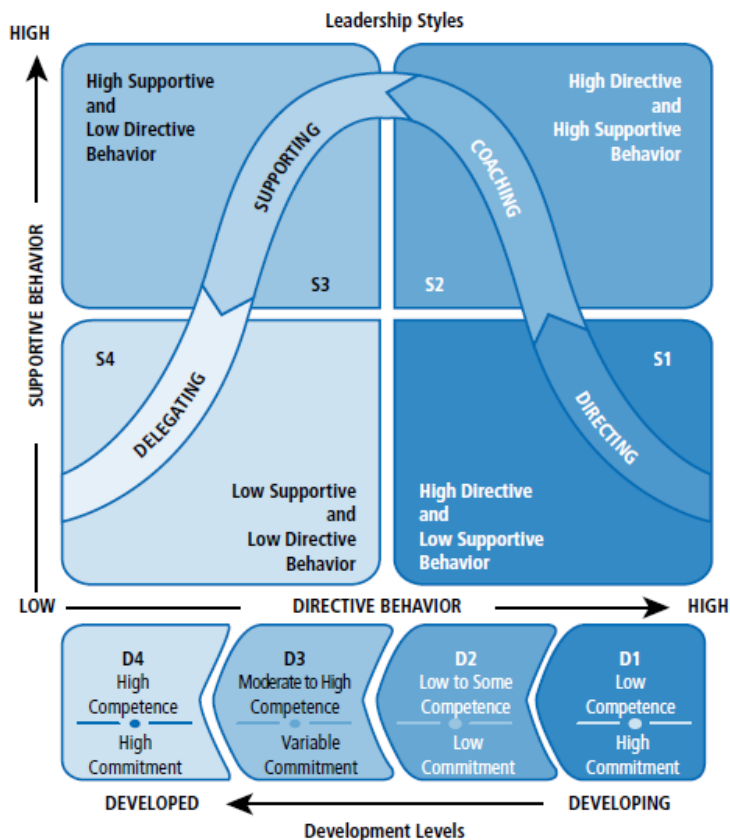 Leadership Styles
HIGH
High Supportive
and
Low Directive
Behavior
SUPPORTING
S3
High Directive
and
High Supportive
Behavior
COACHING
S2
SUPPORTIVE BEHAVIOR
S4
DELEGATING
Low Supportive
and
Low Directive
Behavior
S1
DIRECTING
High Directive
and
Low Supportive
Behavior
LOW
DIRECTIVE BEHAVIOR
HIGH
D4
High
Competence
High
Commitment
D3
Moderate to High
Competence
Variable
Commitment
D2
Low to Some
Competence
Low
Commitment
D1
Low
Competence
High
Commitment
DEVELOPED
DEVELOPING
Development Levels